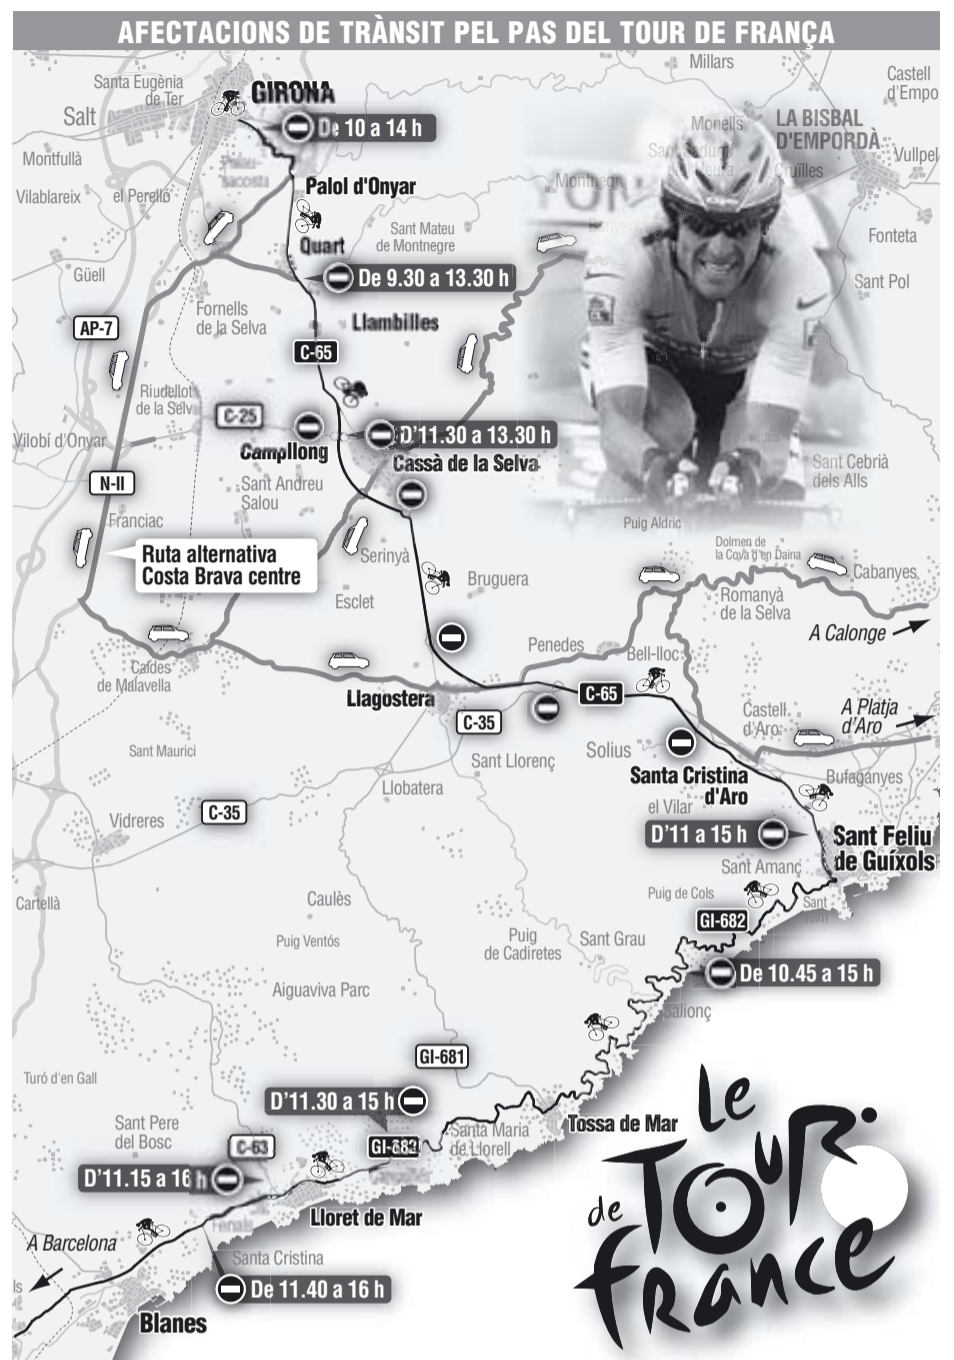 AFECTACIONS DE TRÀNSIT PEL PAS DEL TOUR DE FRANÇA
Millars
Santa Eugènia
de Ter
GIRONA
Castell
d'Empo
Salt
De 10 a 14 h
Monells
LA BISBAL
D'EMPORDÀ
Montfullà
Vullpel
Cruïlles
Palol d'Onyar
Vilablareix
el Perelló
Sant Mateu
de Montnegre
Quart
Fonteta
Güell
De 9.30 a 13.30 h
Sant Pol
Fornells
de la Selva
AP-7
Llambilles
C-65
Riudellot
de la Selv
C-25
Vilobí d'Onyar
Campllong
D'11.30 a 13.30 h
Cassà de la Selva
Sant Cebrià
dels Alls
N-II
Sant Andreu
Salou
Franciac
Puig Aldric
Ruta alternativa
Costa Brava centre
Serinyà
Dolmen de
la Cova d'en Daina
Cabanyes
Bruguera
Esclet
Romanyà
de la Selva
A Calonge
Penedes
Bell-lloc
Caldes
de Malavella
Llagostera
C-65
C-35
Castell
d'Aro
A Platja
d'Aro
Sant Maurici
Solius
Sant Llorenç
Santa Cristina
d'Aro
Bufaganyes
Llobatera
el Vilar
C-35
Vidreres
D'11 a 15 h
Sant Feliu
de Guíxols
Sant Amanç
Cartellà
Caulès
Puig de Cols
Sant
GI-682
Puig Ventós
Puig
de Cadiretes
Sant Grau
De 10.45 a 15 h
Aiguaviva Parc
Salionç
GI-681
Turó d'en Gall
D'11.30 a 15 h
Sant Pere
del Bosc
Tossa de Mar
Santa Maria
de Llorell
C-63
GI-682
D'11.15 a 16 h
Lloret de Mar
Fenals
A Barcelona
Santa Cristina
ls
De 11.40 a 16 h
Blanes
Le
Tour
de
france